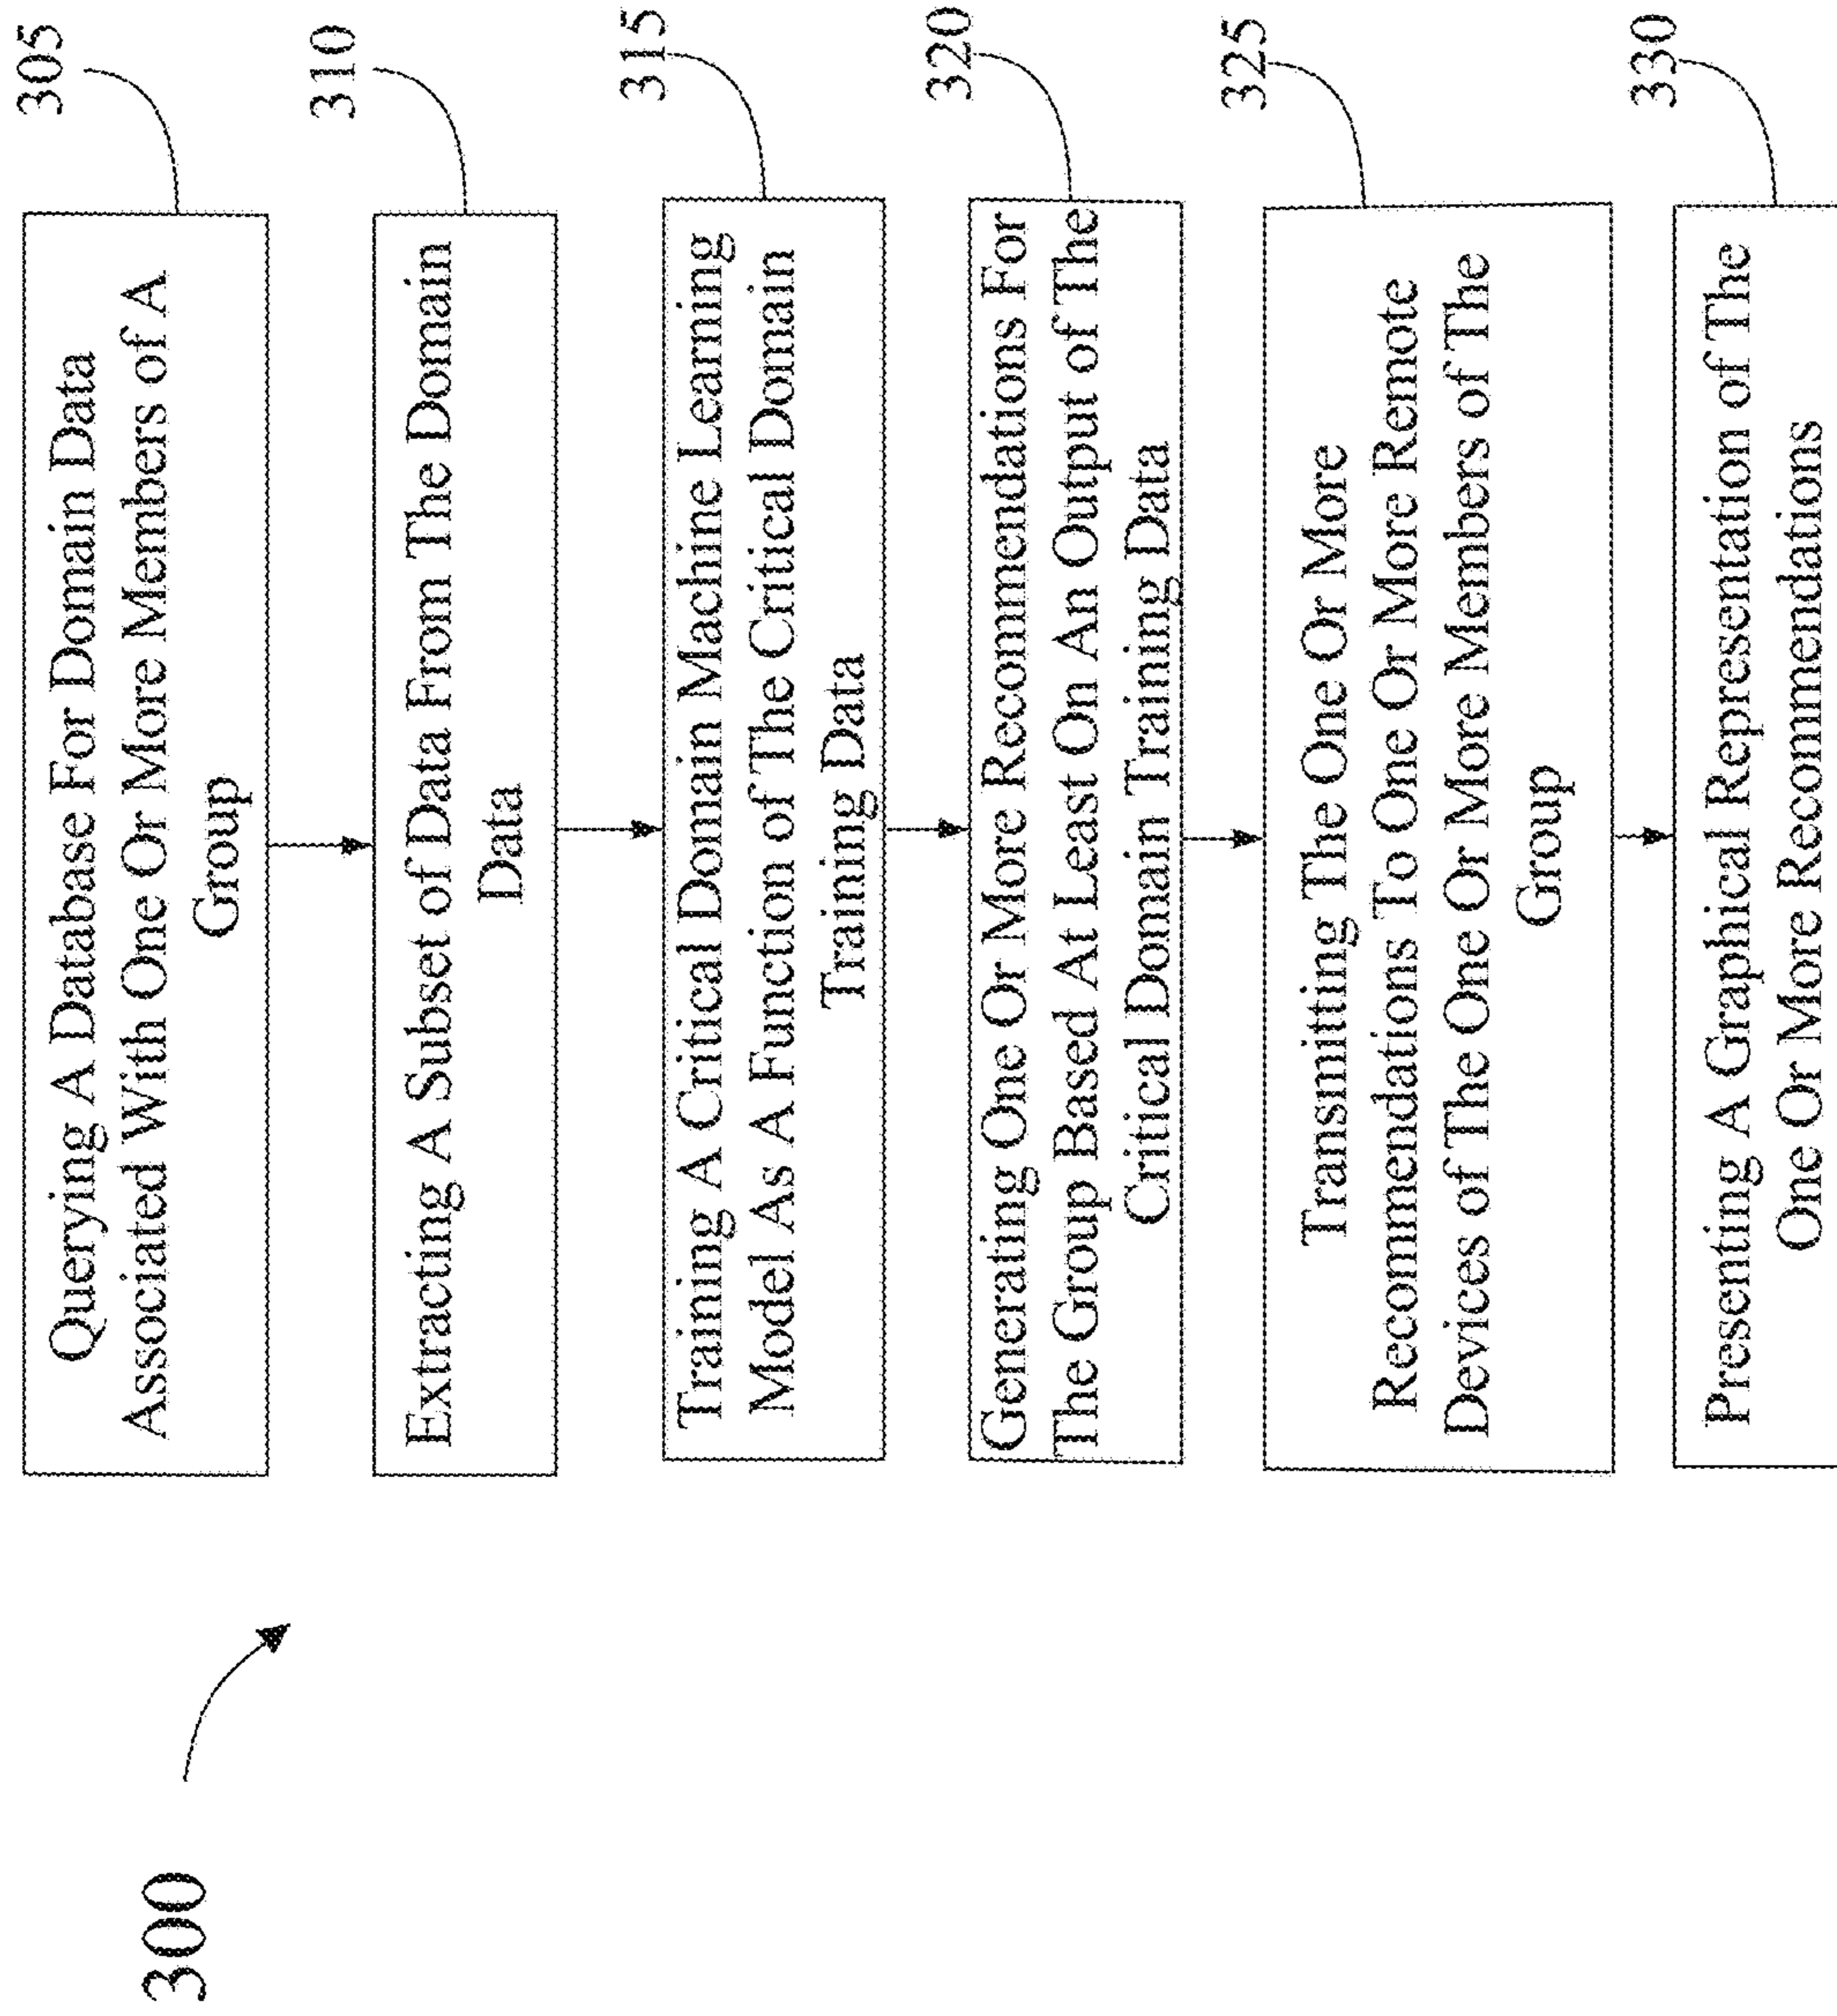 300
305
Querying A Database For Domain Data
Associated With One Or More Members of A
Group
310
Extracting A Subset of Data From The Domain
Data
315
Training A Critical Domain Machine Learning
Model As A Function of The Critical Domain
Training Data
320
Generating One Or More Recommendations For
The Group Based At Least On An Output of The
Critical Domain Training Data
325
Transmitting The One Or More
Recommendations To One Or More Remote
Devices of The One Or More Members of The
Group
330
Presenting A Graphical Representation of The
One Or More Recommendations